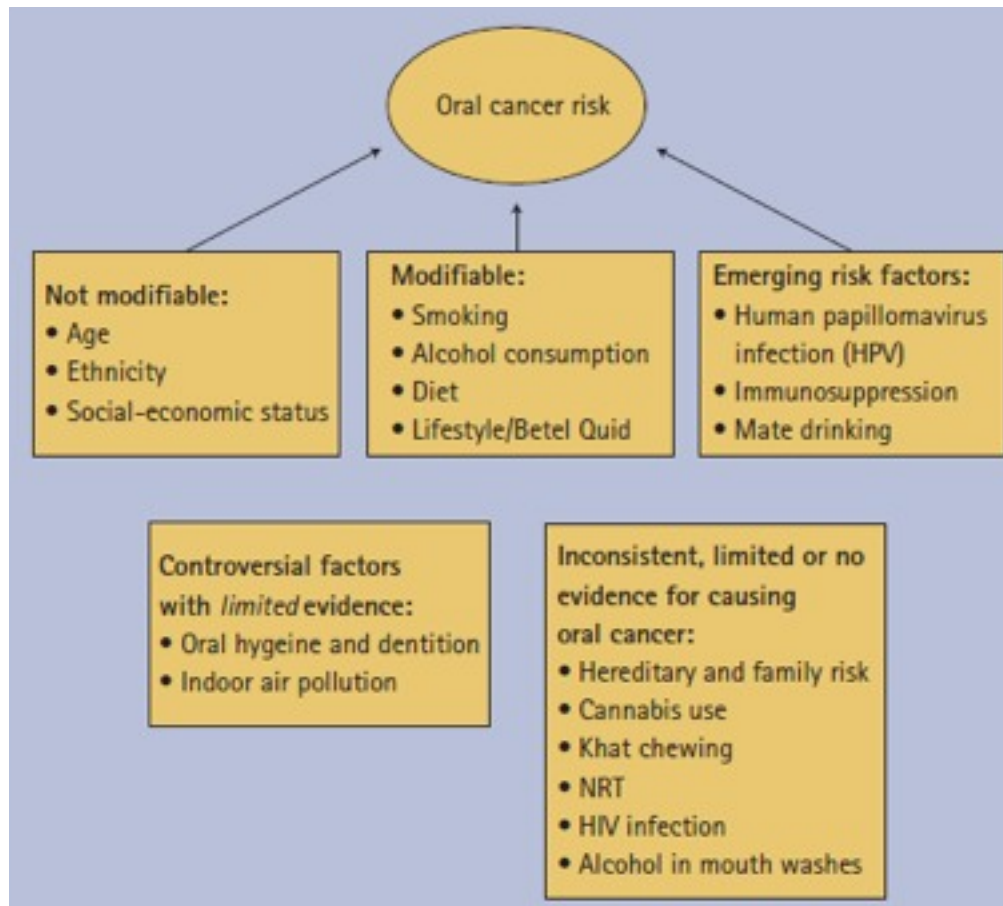 Oral cancer risk
Not modifiable:
• Age
• Ethnicity
• Social-economic status
Modifiable:
• Smoking
• Alcohol consumption
• Diet
• Lifestyle/Betel Quid
Emerging risk factors:
• Human papillomavirus
infection (HPV)
• Immunosuppression
• Mate drinking
Controversial factors
with limited evidence:
• Oral hygeine and dentition
• Indoor air pollution
Inconsistent, limited or no
evidence for causing
oral cancer:
• Hereditary and family risk
• Cannabis use
• Khat chewing
• NRT
• HIV infection
• Alcohol in mouth washes